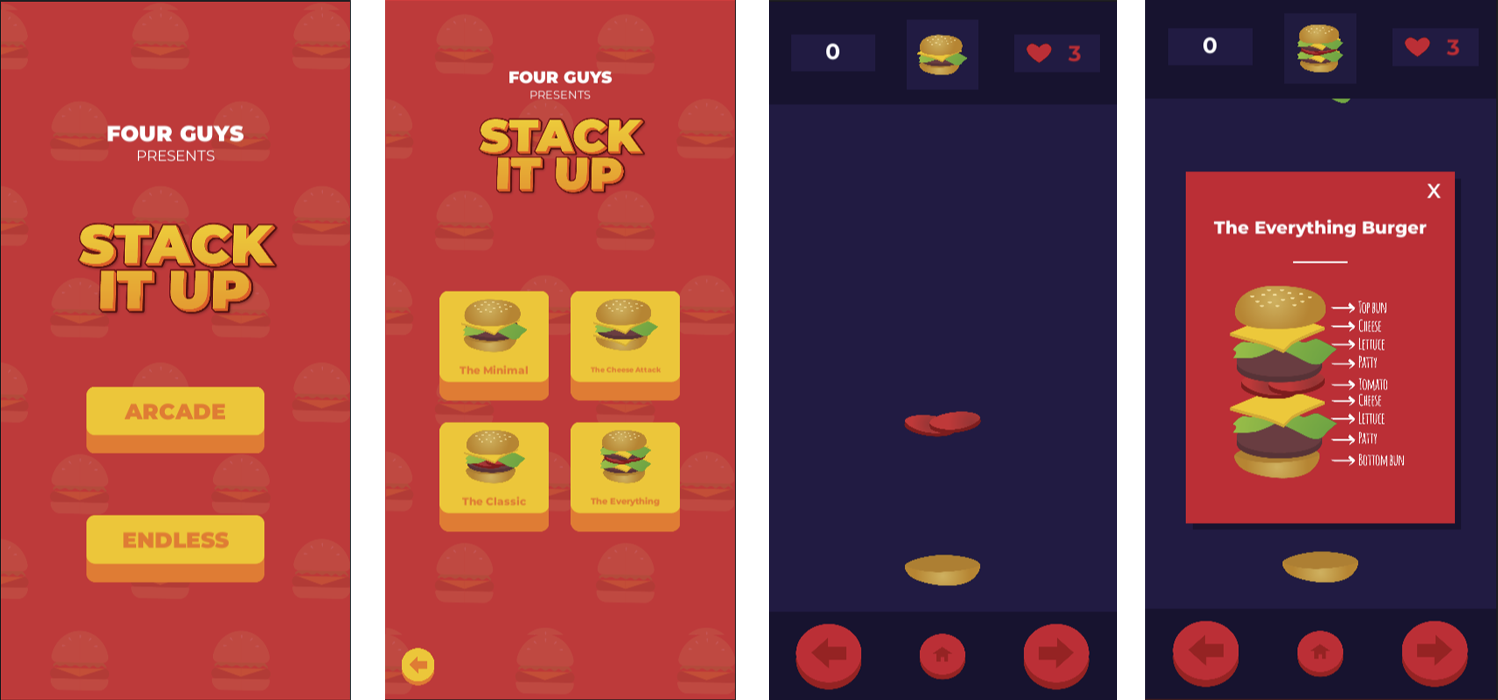 FOUR GUYS
PRESENTS
STACK
IT UP
ARCADE
ENDLESS
FOUR GUYS
PRESENTS
STACK
IT UP
The Minimal
The Cheese Attack
The Classic
The Everything
0
3
0
3
X
The Everything Burger
TOP BUN
CHEESE
LETTUCE
PATTY
TOMATO
CHEESE
LETTUCE
PATTY
BOTTOM BUN